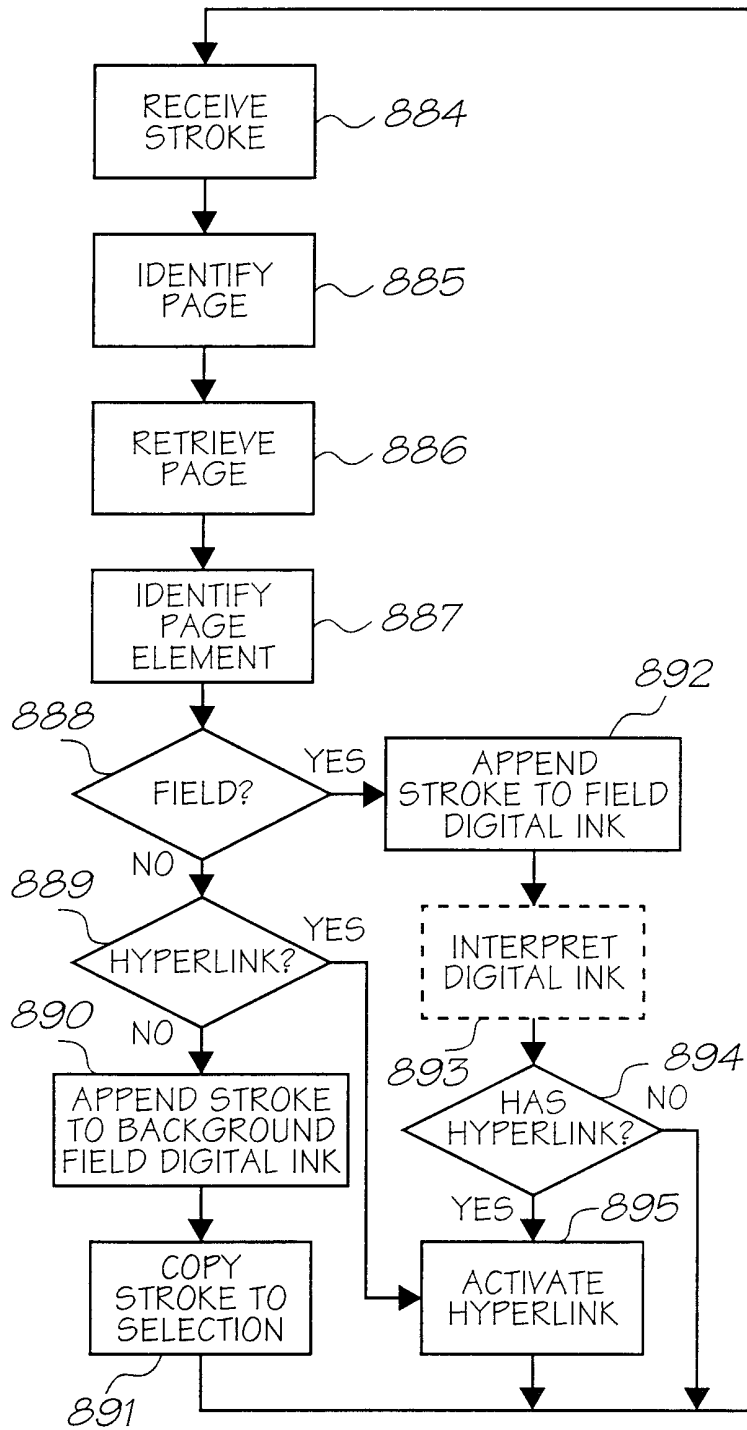 RECEIVE
STROKE
884
IDENTIFY
PAGE
885
RETRIEVE
PAGE
886
IDENTIFY
PAGE
ELEMENT
887
888
FIELD?
YES
NO
892
APPEND
STROKE TO FIELD
DIGITAL INK
889
HYPERLINK?
YES
NO
INTERPRET
DIGITAL INK
893
890
APPEND STROKE
TO BACKGROUND
FIELD DIGITAL INK
894
HAS
HYPERLINK?
NO
YES
895
COPY
STROKE TO
SELECTION
891
ACTIVATE
HYPERLINK